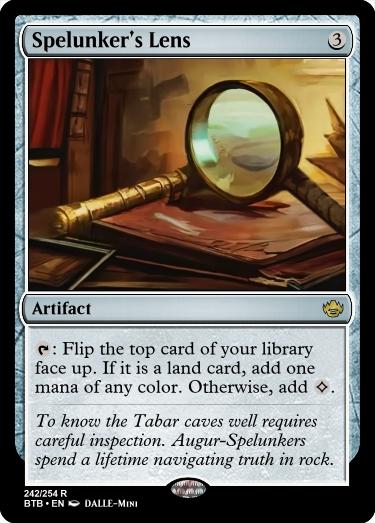 Spelunker's Lens 3
Artifact
: Flip the top card of your library
face up. If it is a land card, add one
mana of any color. Otherwise, add .
To know the Tabar caves well requires
careful inspection. Augur-Spelunkers
spend a lifetime navigating truth in rock.
242/254 R
BTB • EN DALLE-Mini